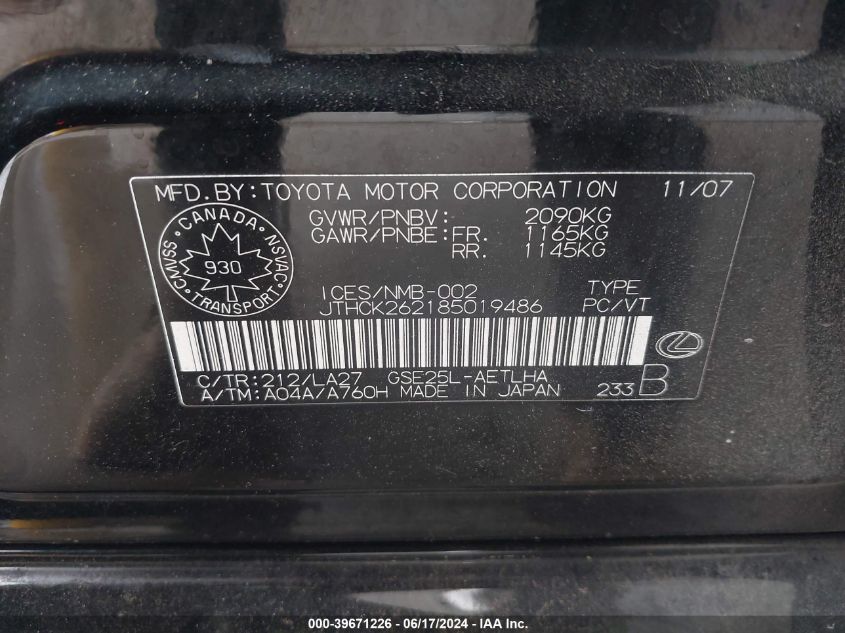 MFD.BY:TOYOTA MOTOR CORPORATION 11/07
GVWR/PNBV: 2090KG
GAWR/PNBE:FR. 1165KG
RR. 1145KG
CANADA
CMVSS 930 NSVAC
TRANSPORT
ICES/NMB-002 TYPE
JTHCK262185019486 PC/VT
C/TR:212/LA27 GSE25L-AETLHA
A/TM:A04A/A760H MADE IN JAPAN 233 B
000-39671226 - 06/17/2024 - IAA Inc.